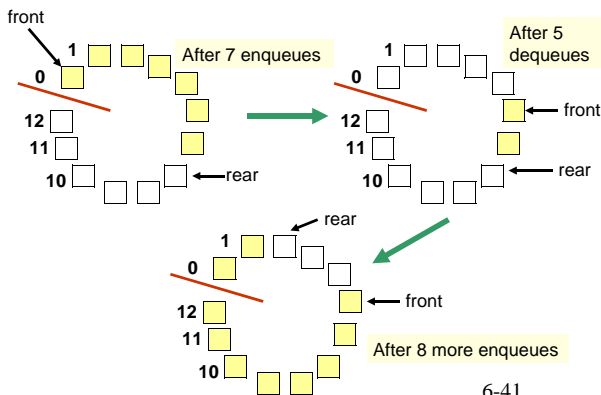 front
1
After 7 enqueues
0
12
11
10
rear
1
After 5
dequeues
0
front
12
11
10
rear
rear
1
0
front
12
11
10
After 8 more enqueues
6-41